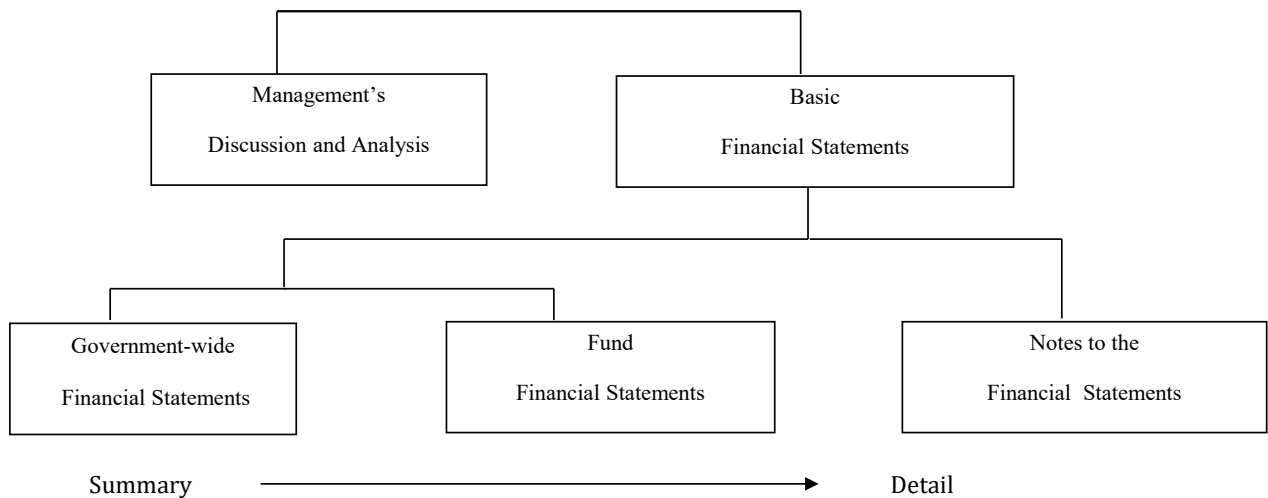 Management’s
Discussion and Analysis
Basic
Financial Statements
Government-wide
Financial Statements
Fund
Financial Statements
Notes to the
Financial Statements
Summary
Detail